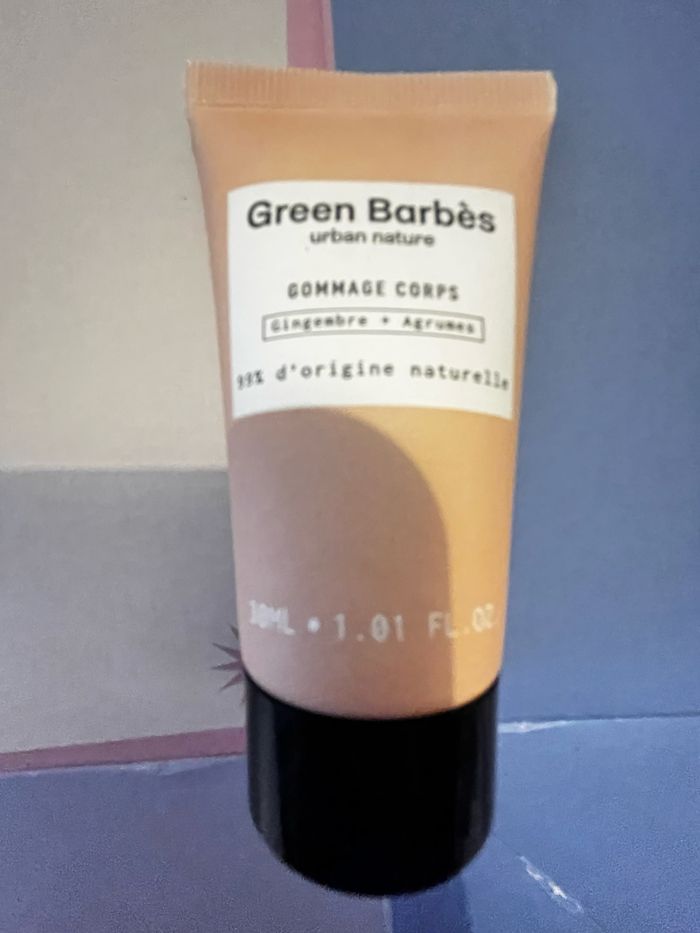 Green Barbès
urban nature
GOMMAGE CORPS
Gingembre + Agrumes
99% d'origine naturelle
30ML • 1.01 FL.OZ